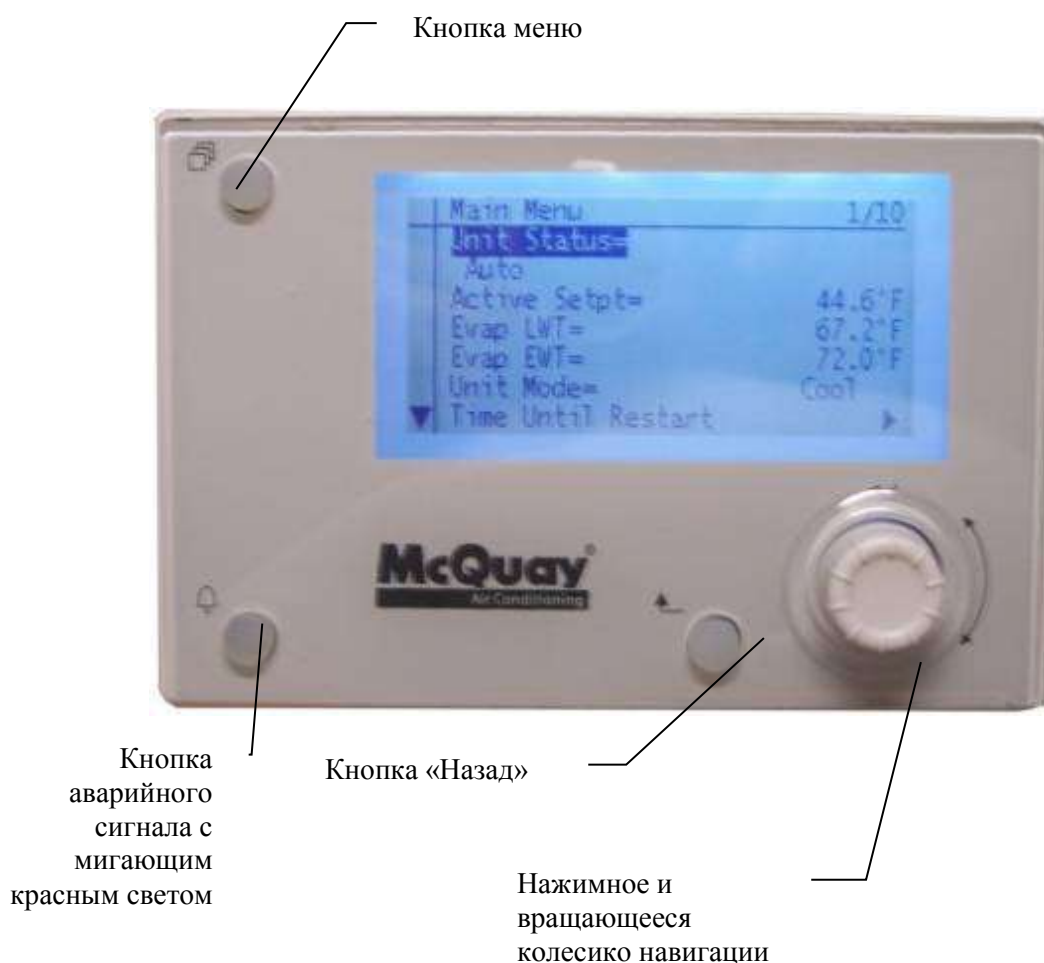 Кнопка меню
Main Menu 1/10
Unit Status=
Auto
Active Setpt= 44.6°F
Evap LWT= 67.2°F
Evap EWT= 72.0°F
Unit Mode= Cool
Time Until Restart
McQuay®
Air Conditioning
Кнопка
аварийного
сигнала с
мигающим
красным светом
Кнопка «Назад»
Нажимное и
вращающееся
колесико навигации